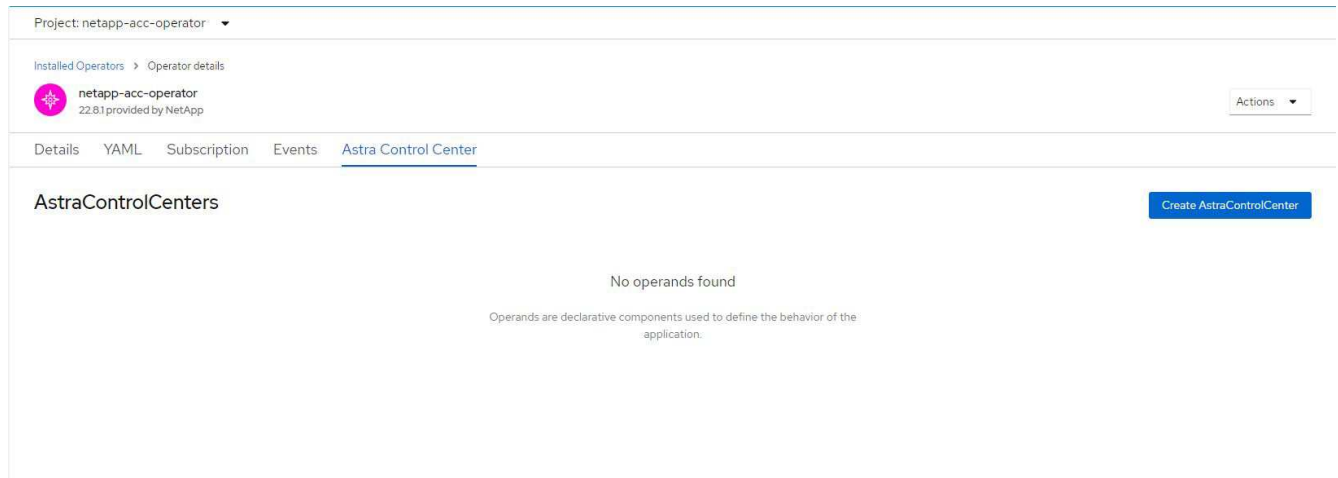 Project: netapp-acc-operator
Installed Operators > Operator details
netapp-acc-operator
22.8.1 provided by NetApp
Actions
Details YAML Subscription Events Astra Control Center
AstraControlCenters
Create AstraControlCenter
No operands found
Operands are declarative components used to define the behavior of the
application.